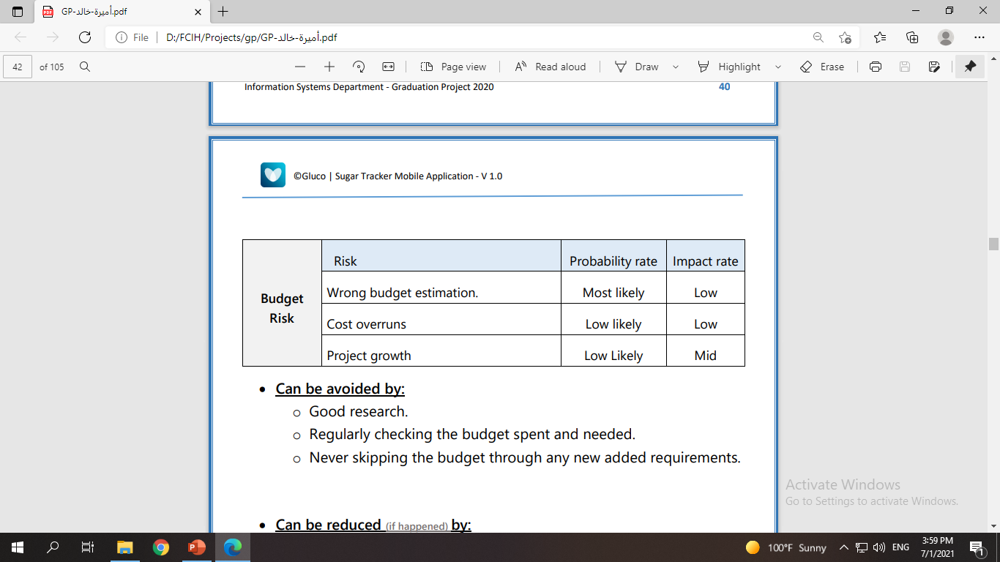 GP-أميرة-خالد.pdf
File
D:/FCIH/Projects/gp/GP-أميرة-خالد.pdf
42 of 105
Page view
Read aloud
Draw
Highlight
Erase
Information Systems Department - Graduation Project 2020 40
©Gluco | Sugar Tracker Mobile Application - V 1.0
Budget Risk
Risk Probability rate Impact rate
Wrong budget estimation. Most likely Low
Cost overruns Low likely Low
Project growth Low Likely Mid
• Can be avoided by:
o Good research.
o Regularly checking the budget spent and needed.
o Never skipping the budget through any new added requirements.
Activate Windows
Go to Settings to activate Windows.
• Can be reduced (if happened) by:
100°F Sunny
ENG
3:59 PM
7/1/2021
1